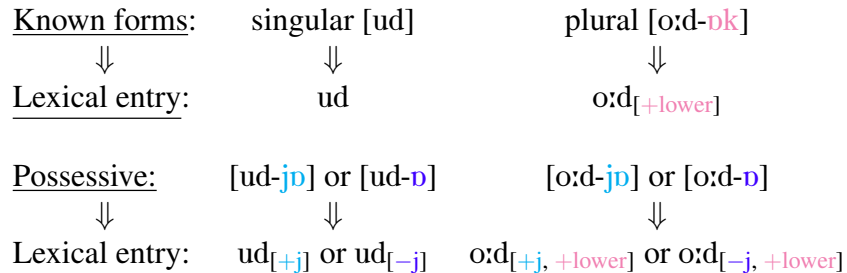 Known forms: singular [ud] plural [oːd-ɒk]
⇓ ⇓ ⇓
Lexical entry: ud oːd[+lower]
Possessive: [ud-jɒ] or [ud-ɒ] [oːd-jɒ] or [oːd-ɒ]
⇓ ⇓ ⇓
Lexical entry: ud[+j] or ud[−j] oːd[+j, +lower] or oːd[−j, +lower]